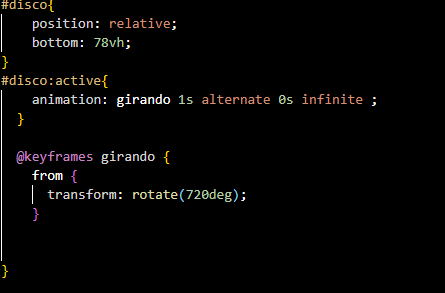 #disco{
position: relative;
bottom: 78vh;
}
#disco:active{
animation: girando 1s alternate 0s infinite ;
}
@keyframes girando {
from {
transform: rotate(720deg);
}
}